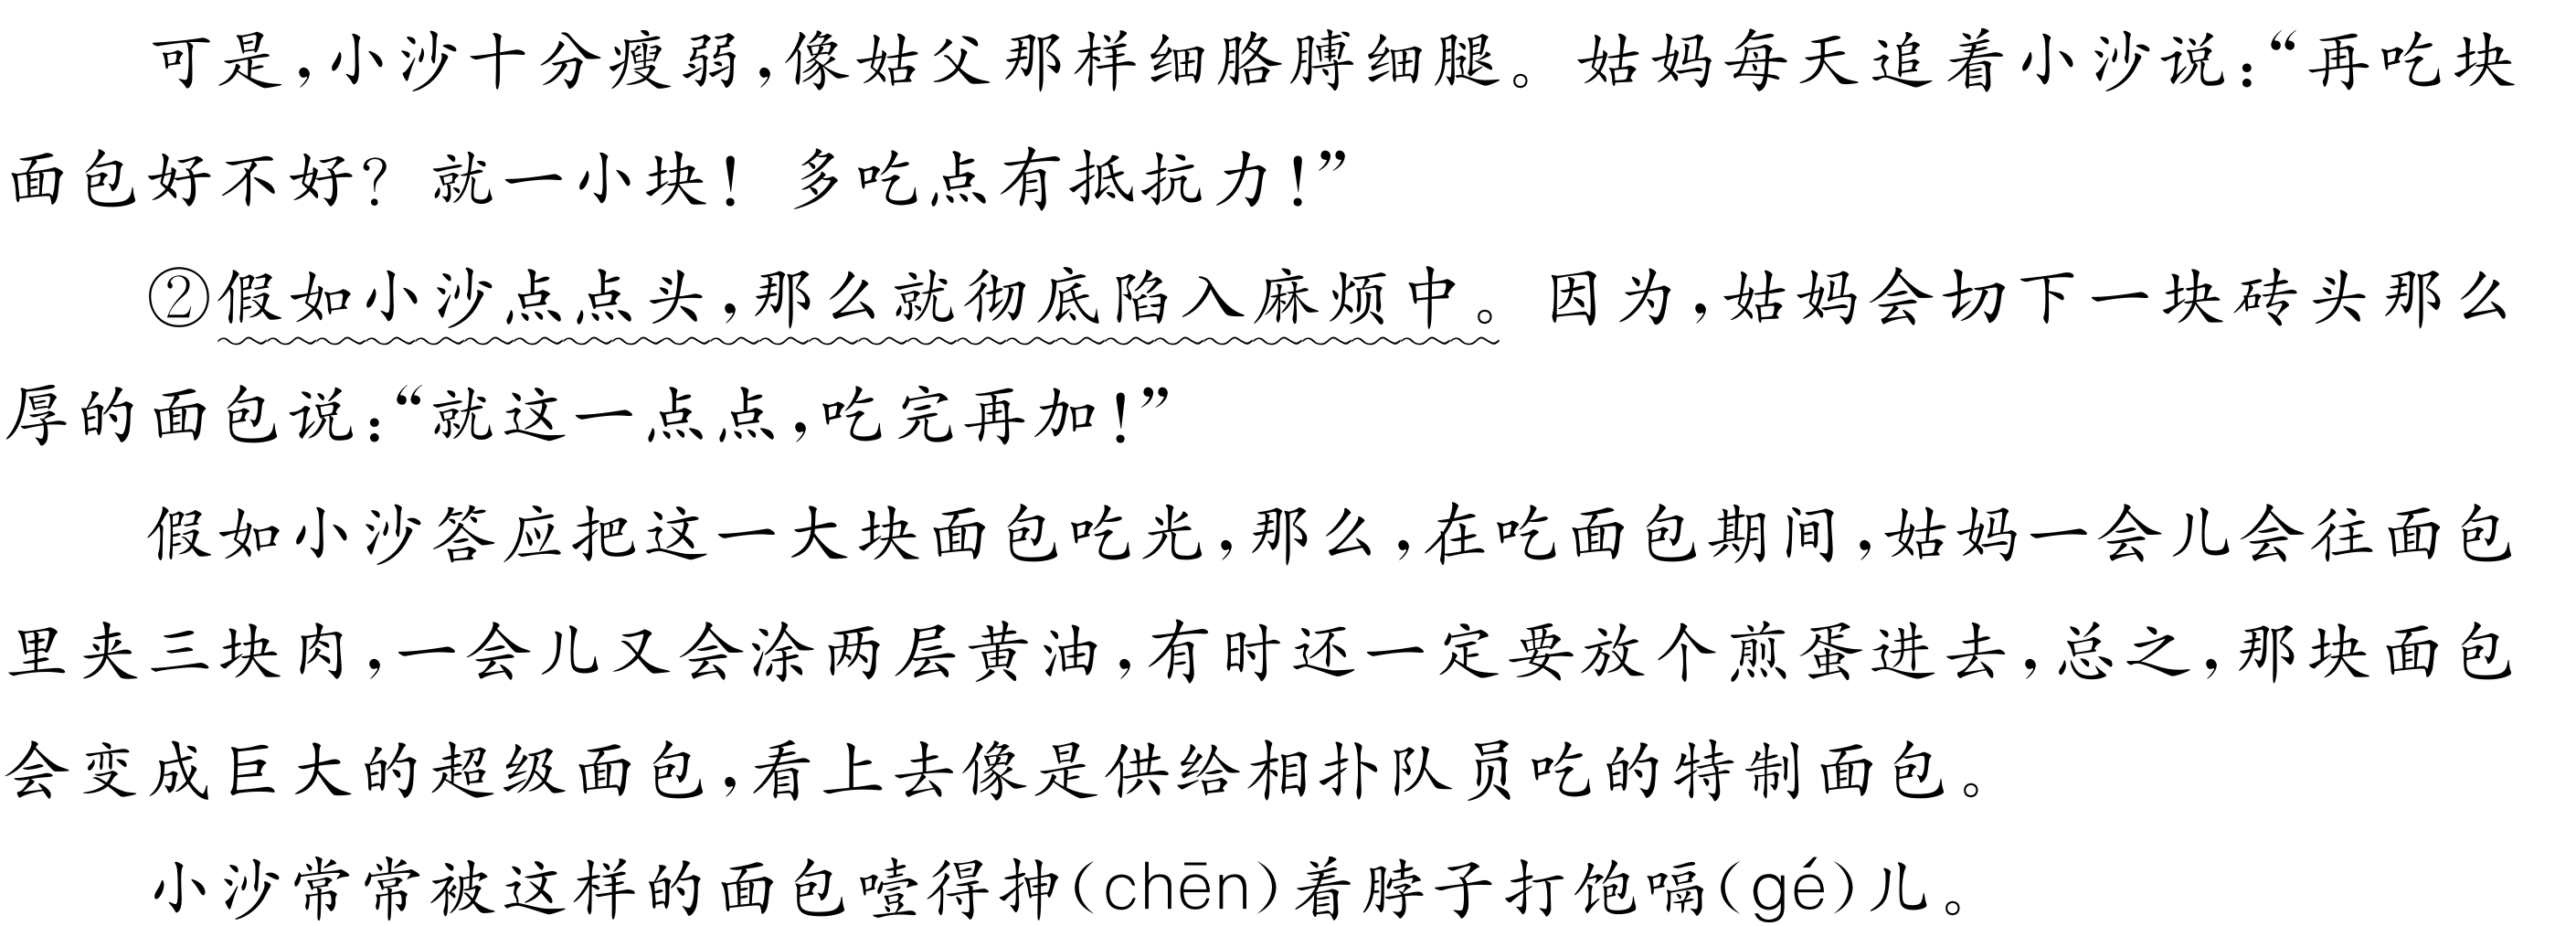 可是,小沙十分瘦弱,像姑父那样细胳膊细腿。姑妈每天追着小沙说:“再吃块
面包好不好? 就一小块! 多吃点有抵抗力!”
②假如小沙点点头,那么就彻底陷入麻烦中。因为,姑妈会切下一块砖头那么
厚的面包说:“就这一点点,吃完再加!”
假如小沙答应把这一大块面包吃光,那么,在吃面包期间,姑妈一会儿会往面包
里夹三块肉,一会儿又会涂两层黄油,有时还一定要放个煎蛋进去,总之,那块面包
会变成巨大的超级面包,看上去像是供给相扑队员吃的特制面包。
小沙常常被这样的面包噎得抻(chēn)着脖子打饱嗝(gé)儿。